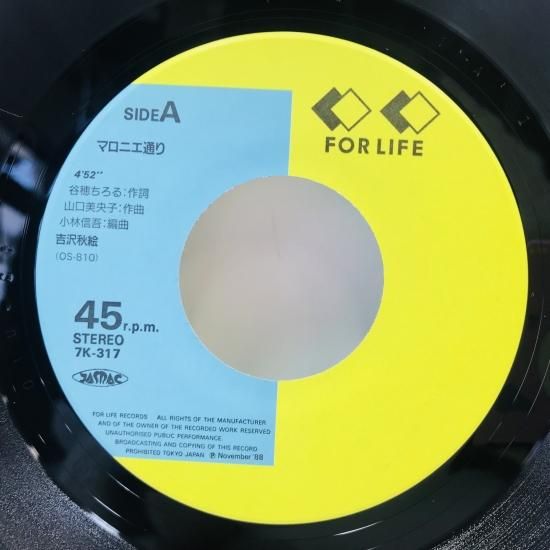 SIDE A
FOR LIFE
マロニエ通り
4'52''
谷穂ちろる:作詞
山口美央子:作曲
小林信吾:編曲
吉沢秋絵
(OS-810)
45 r.p.m.
STEREO
7K-317
JASRAC
FOR LIFE RECORDS ALL RIGHTS OF THE MANUFACTURER
AND OF THE OWNER OF THE RECORDED WORK RESERVED
UNAUTHORISED PUBLIC PERFORMANCE
BROADCASTING AND COPYING OF THIS RECORD
PROHIBITED TOKYO JAPAN ℗ November '88